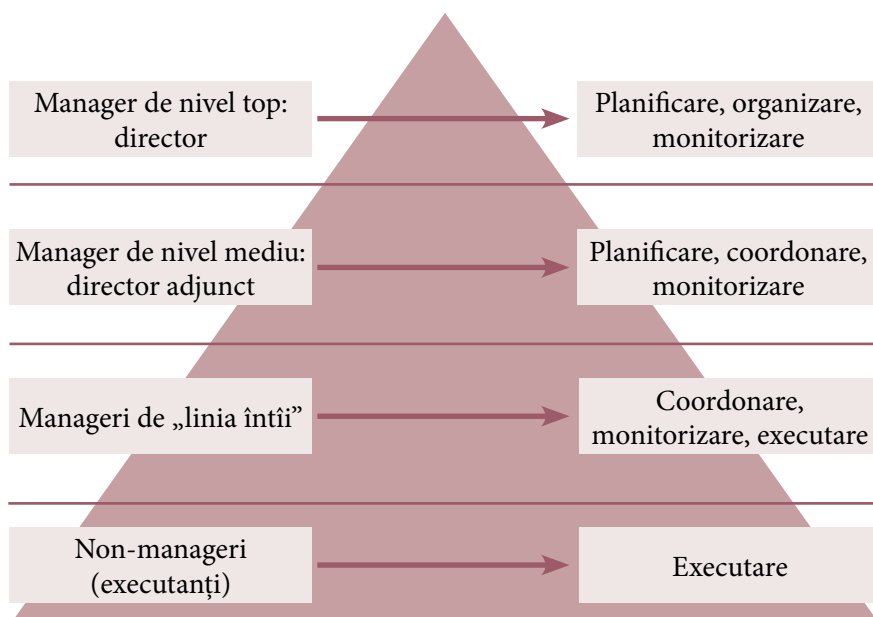 Manager de nivel top:
director
Planificare, organizare,
monitorizare
Manager de nivel mediu:
director adjunct
Planificare, coordonare,
monitorizare
Manageri de „linia întîi”
Coordonare,
monitorizare, executare
Non-manageri
(executanți)
Executare